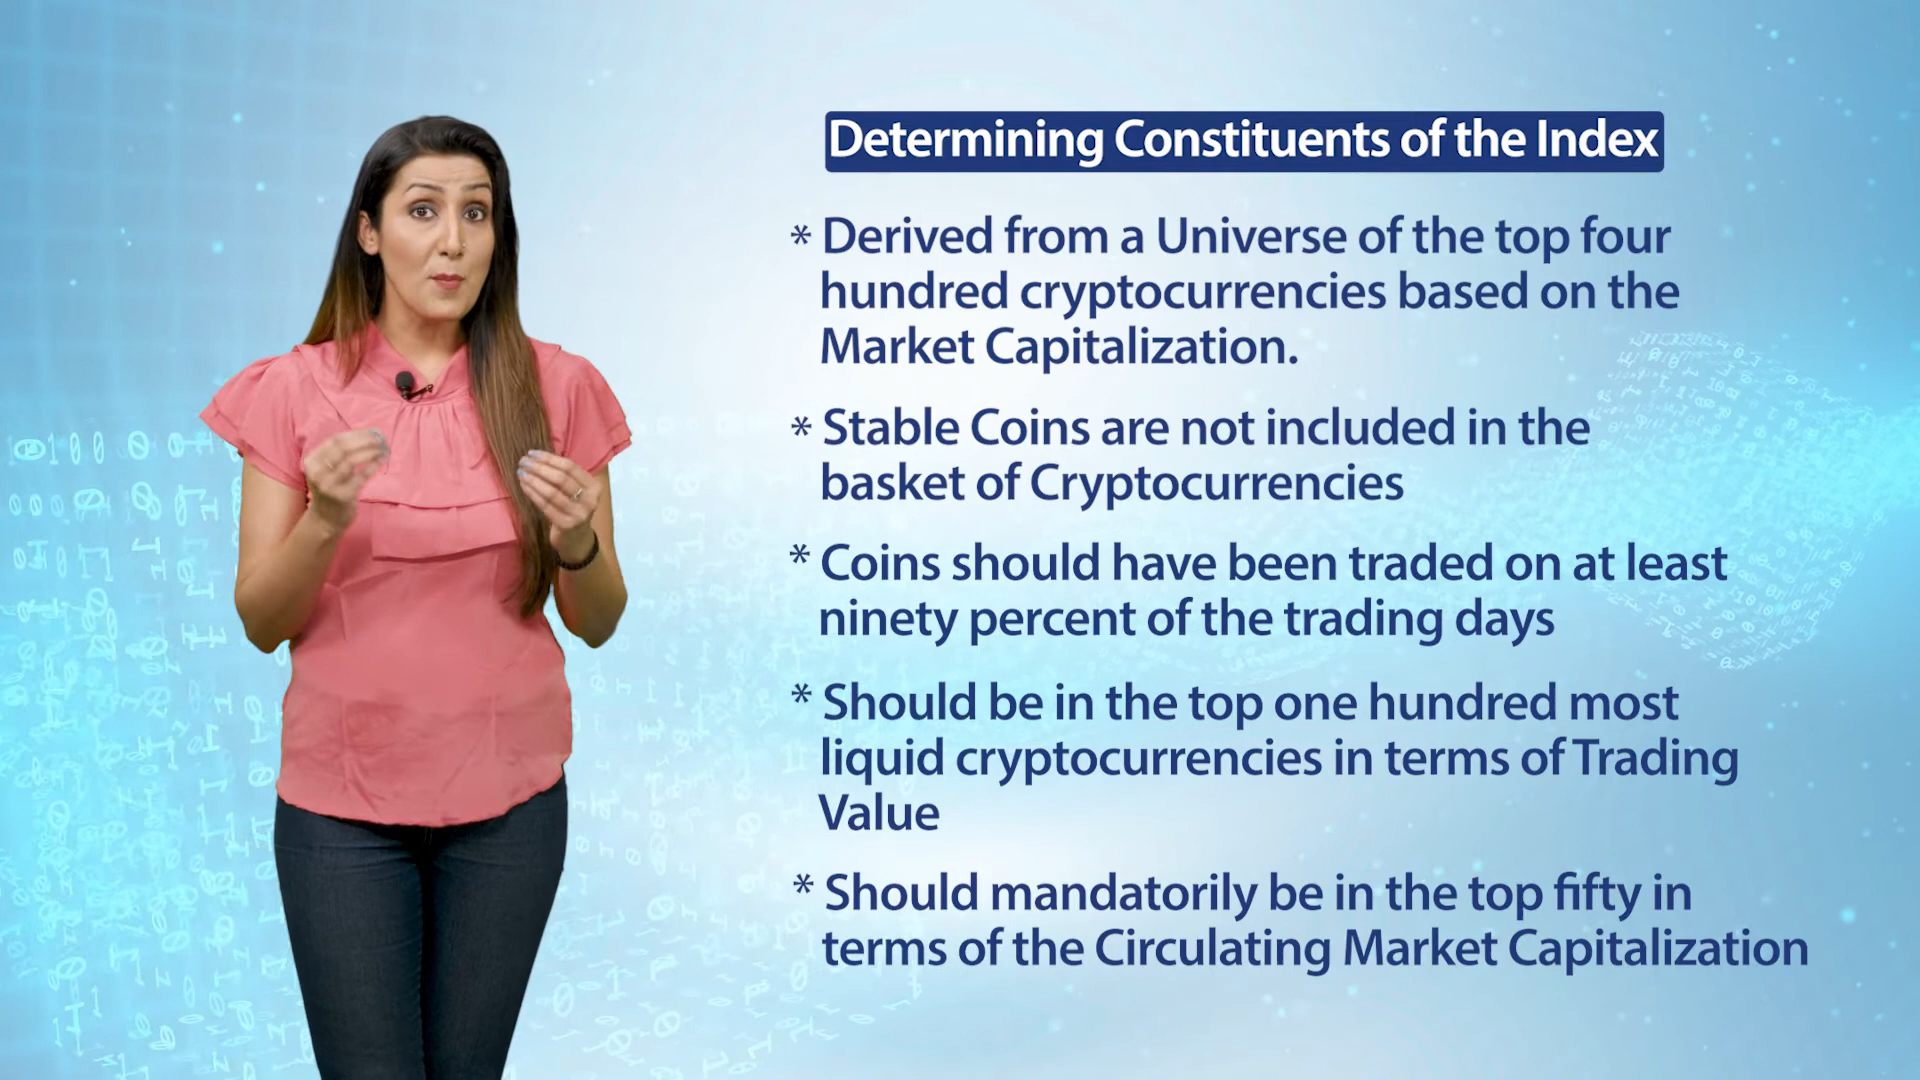 Determining Constituents of the Index
* Derived from a Universe of the top four
hundred cryptocurrencies based on the
Market Capitalization.
* Stable Coins are not included in the
basket of Cryptocurrencies
* Coins should have been traded on at least
ninety percent of the trading days
* Should be in the top one hundred most
liquid cryptocurrencies in terms of Trading
Value
* Should mandatorily be in the top fifty in
terms of the Circulating Market Capitalization